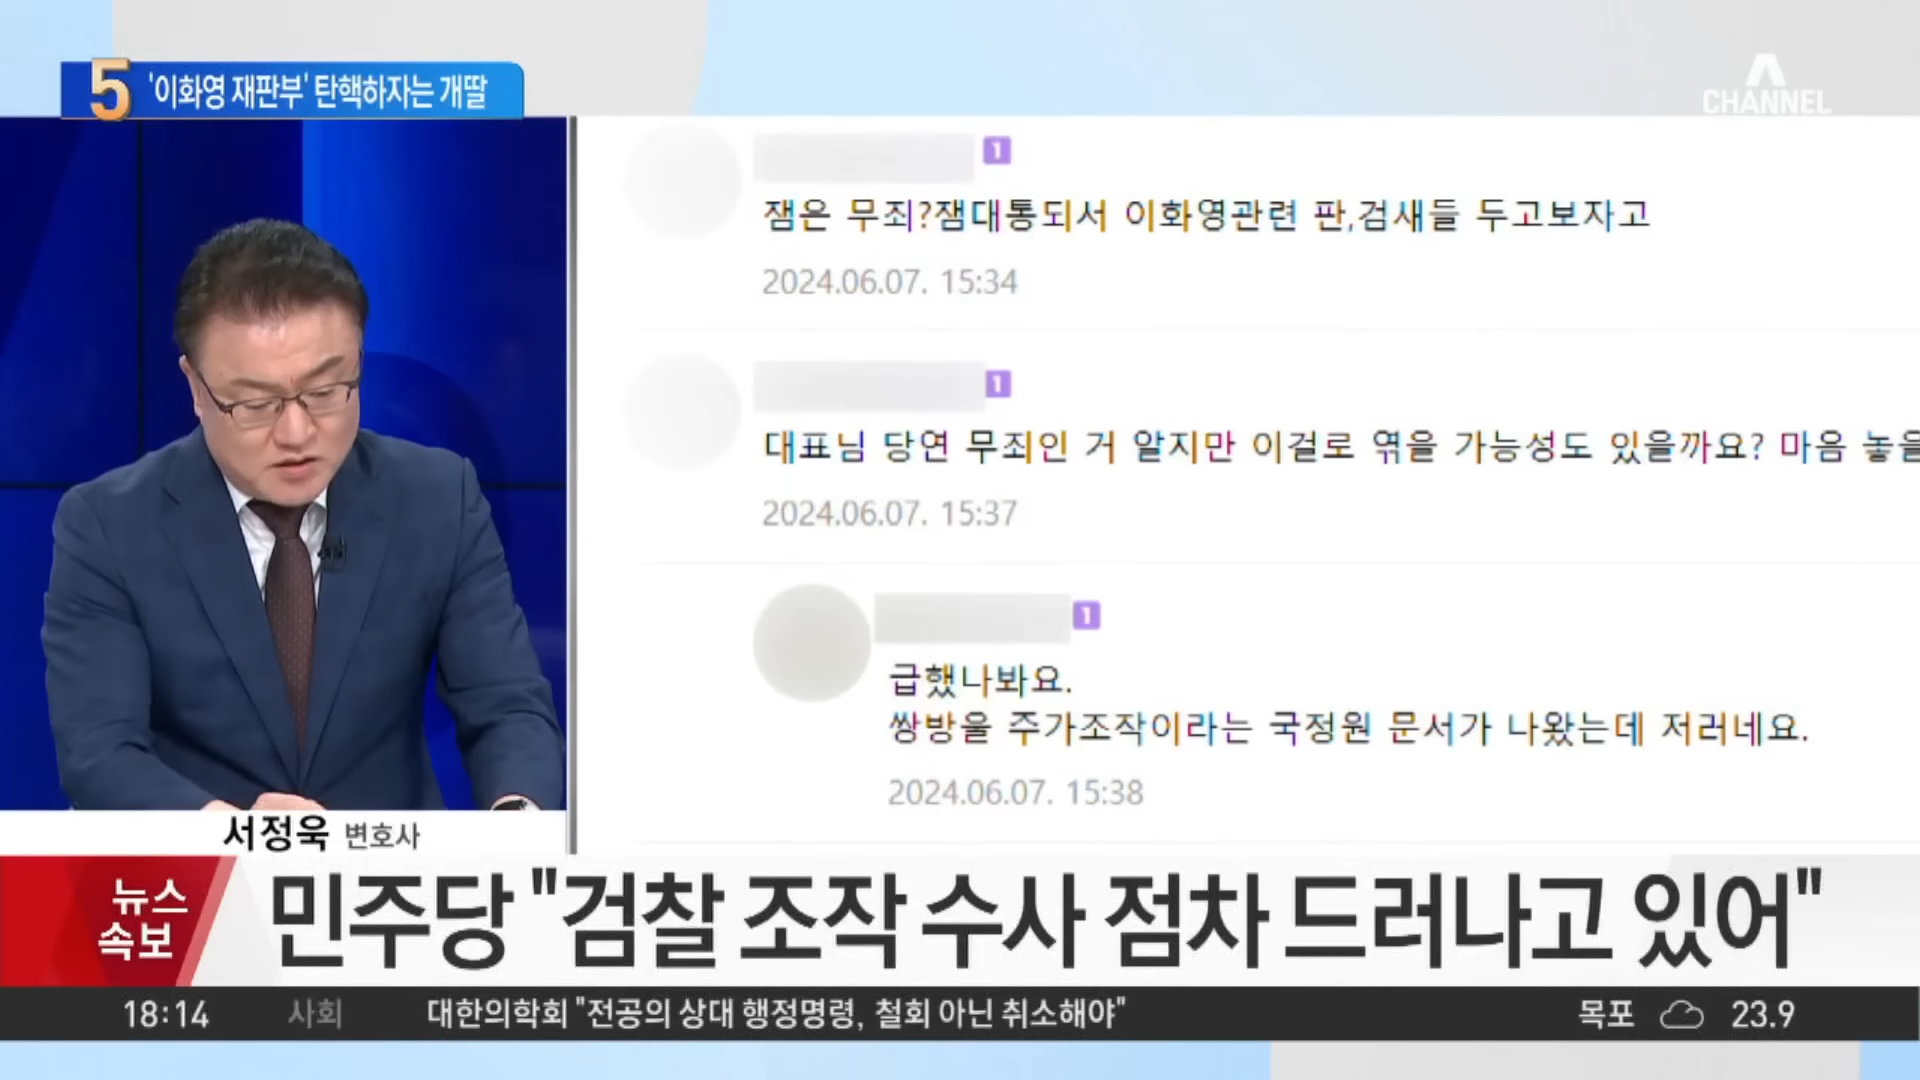 5 '이화영 재판부' 탄핵하자는 개딸
CHANNEL A
1
잼은 무죄?잼대통되서 이화영관련 판,검새들 두고보자고
2024.06.07. 15:34
1
대표님 당연 무죄인 거 알지만 이걸로 엮을 가능성도 있을까요? 마음 놓을
2024.06.07. 15:37
1
급했나봐요.
쌍방울 주가조작이라는 국정원 문서가 나왔는데 저러네요.
2024.06.07. 15:38
서정욱 변호사
뉴스
속보
민주당 "검찰 조작 수사 점차 드러나고 있어"
18:14 사회 대한의학회 "전공의 상대 행정명령, 철회 아닌 취소해야" 목포 23.9